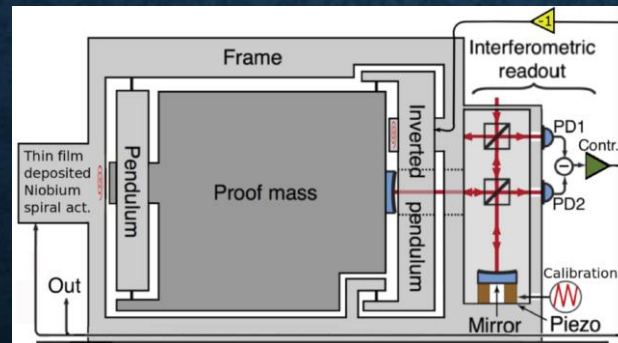 -1
Frame
Interferometric
readout
Pendulum
Inverted
pendulum
PD1
Contr.
Thin film
deposited
Niobium
spiral act.
Proof mass
PD2
Out
Calibration
Mirror
Piezo